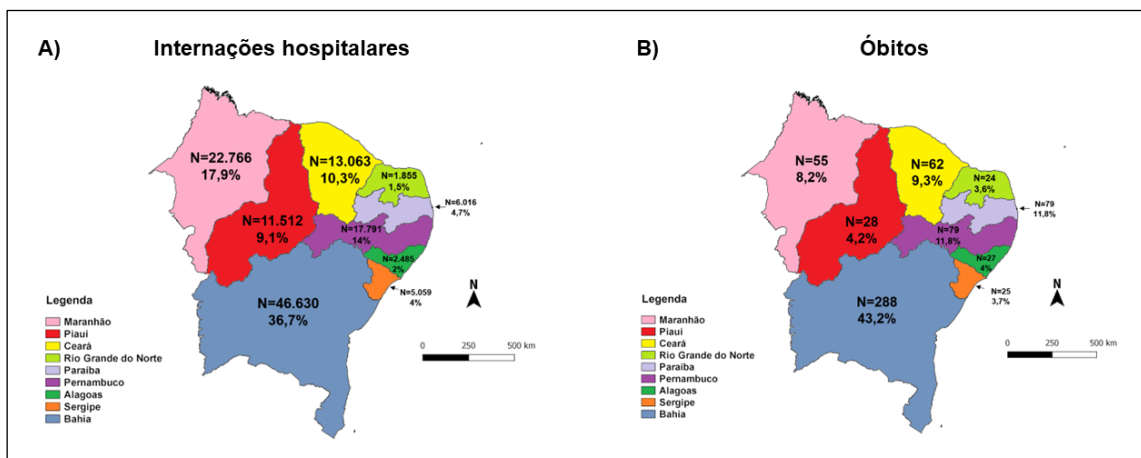 A) Internações hospitalares
N=22.766
17,9%
N=13.063
10,3%
N=1.855
1,5%
N=6.016
4,7%
N=11.512
9,1%
N=17.791
14%
N=2.485
2%
N=5.059
4%
N=46.630
36,7%
N
0 250 500 km
Legenda
Maranhão
Piauí
Ceará
Rio Grande do Norte
Paraíba
Pernambuco
Alagoas
Sergipe
Bahia
B) Óbitos
N=55
8,2%
N=62
9,3%
N=24
3,6%
N=79
11,8%
N=28
4,2%
N=79
11,8%
N=27
4%
N=25
3,7%
N=288
43,2%
N
0 250 500 km
Legenda
Maranhão
Piauí
Ceará
Rio Grande do Norte
Paraíba
Pernambuco
Alagoas
Sergipe
Bahia